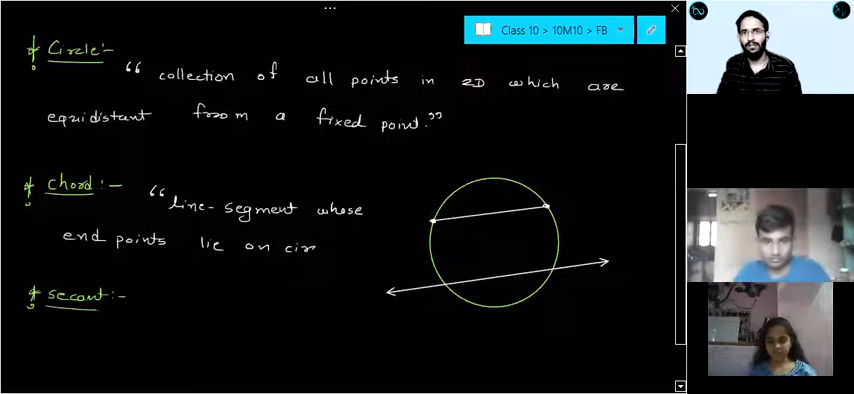 Class 10 > 10M10 > FB
* Circle:-
"collection of all points in 2D which are
equidistant from a fixed point."
* chord:-
"line-segment whose
end points lie on cir
* secant:-